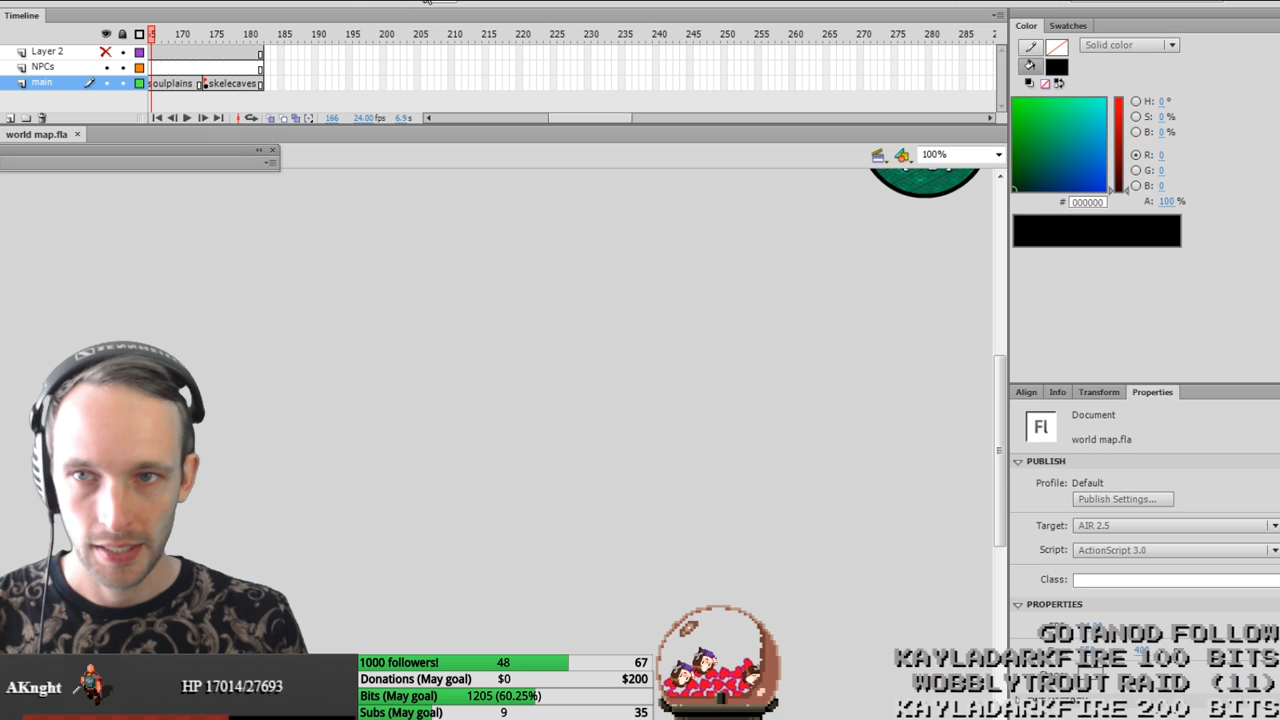 Timeline
170 175 180 185 190 195 200 205 210 215 220 225 230 235 240 245 250 255 260 265 270 275 280 285
Layer 2
NPCs
main
soulplains
skelecaves
166 24.00 fps 6.9 s
world map.fla ×
100%
Color Swatches
Solid color
H: 0 °
S: 0 %
B: 0 %
R: 0
G: 0
B: 0
# 000000
A: 100 %
Align Info Transform Properties
Fl
Document
world map.fla
PUBLISH
Profile: Default
Publish Settings...
Target: AIR 2.5
Script: ActionScript 3.0
Class:
PROPERTIES
GOTANOD FOLLOW
KAYLADARKFIRE 100 BITS
WOBBLYTROUT RAID (11)
KAYLADARKFIRE 200 BITS
SENNHEISER
AKnght
HP 17014/27693
1000 followers! 48 67
Donations (May goal) $0 $200
Bits (May goal) 1205 (60.25%)
Subs (May goal) 9 35